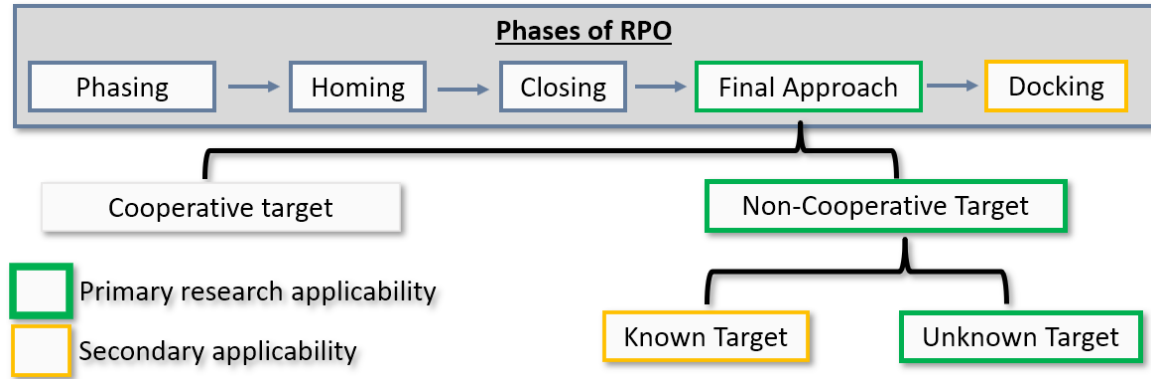 Phases of RPO
Phasing
Homing
Closing
Final Approach
Docking
Cooperative target
Non-Cooperative Target
Primary research applicability
Secondary applicability
Known Target
Unknown Target